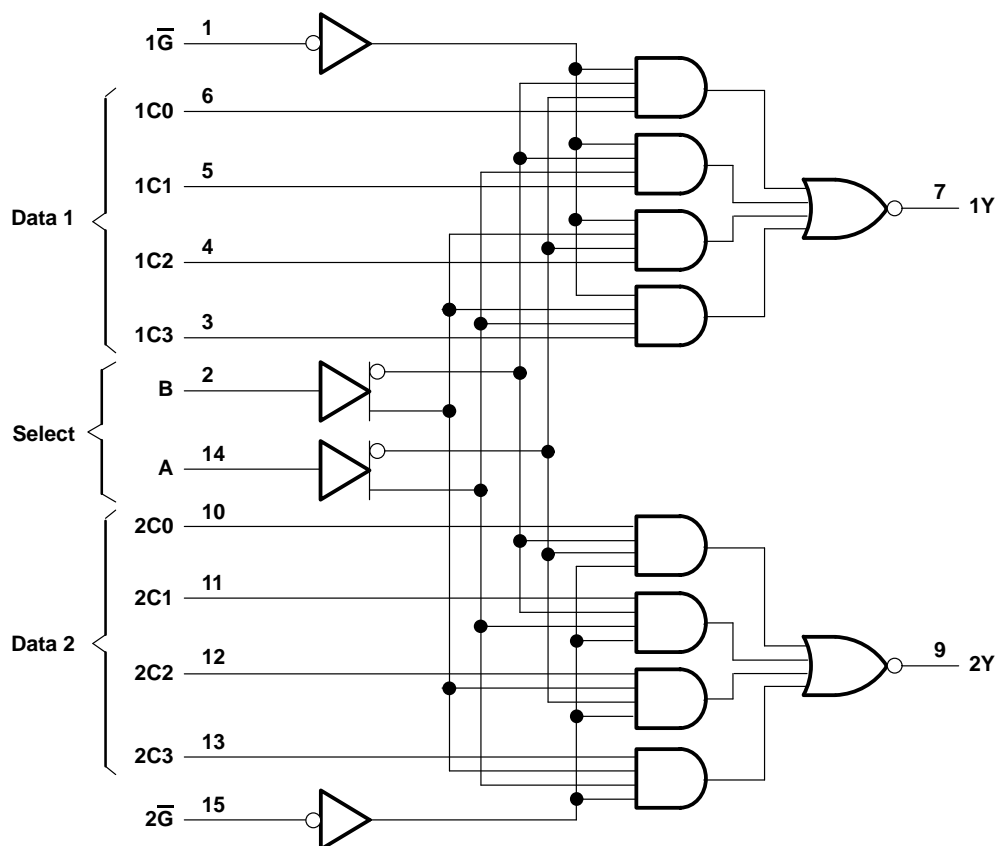 1G̅ 1
1C0 6
1C1 5
Data 1
7 1Y
1C2 4
1C3 3
B 2
Select
A 14
2C0 10
2C1 11
Data 2
9 2Y
2C2 12
2C3 13
2G̅ 15